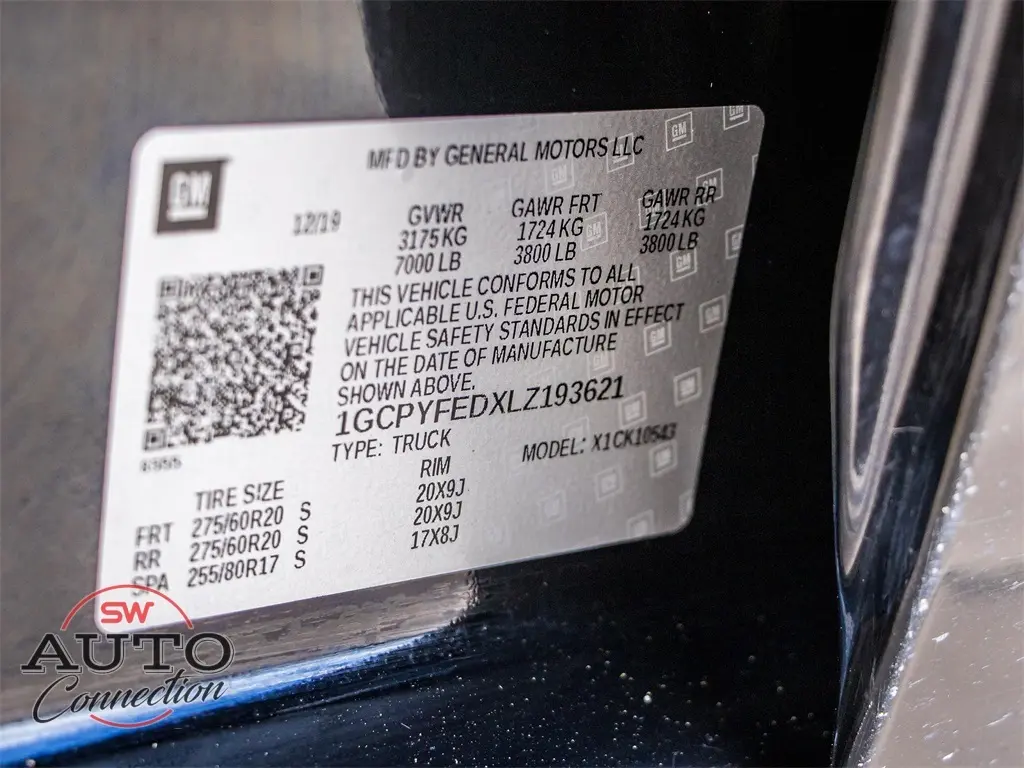 MFD BY GENERAL MOTORS LLC
GM
12/19
GVWR GAWR FRT GAWR RR
3175 KG 1724 KG 1724 KG
7000 LB 3800 LB 3800 LB
THIS VEHICLE CONFORMS TO ALL
APPLICABLE U.S. FEDERAL MOTOR
VEHICLE SAFETY STANDARDS IN EFFECT
ON THE DATE OF MANUFACTURE
SHOWN ABOVE.
1GCPYFEDXLZ193621
TYPE: TRUCK MODEL: X1CK10543
TIRE SIZE RIM
FRT 275/60R20 S 20X9J
RR 275/60R20 S 20X9J
SPA 255/80R17 S 17X8J
SW
AUTO
Connection